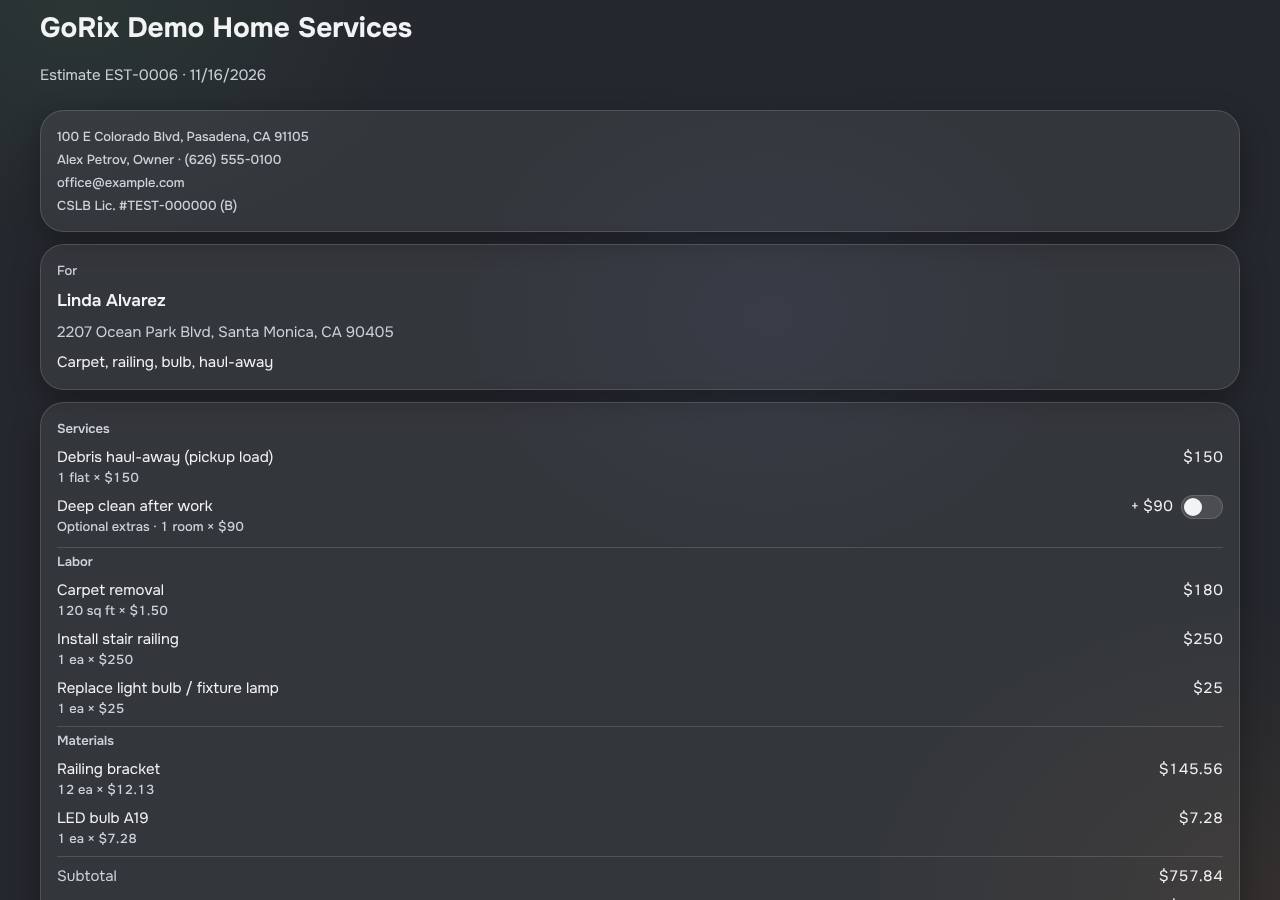 GoRix Demo Home Services
Estimate EST-0006 · 11/16/2026
100 E Colorado Blvd, Pasadena, CA 91105
Alex Petrov, Owner · (626) 555-0100
office@example.com
CSLB Lic. #TEST-000000 (B)
For
Linda Alvarez
2207 Ocean Park Blvd, Santa Monica, CA 90405
Carpet, railing, bulb, haul-away
Services
Debris haul-away (pickup load) $150
1 flat × $150
Deep clean after work + $90
Optional extras · 1 room × $90
Labor
Carpet removal $180
120 sq ft × $1.50
Install stair railing $250
1 ea × $250
Replace light bulb / fixture lamp $25
1 ea × $25
Materials
Railing bracket $145.56
12 ea × $12.13
LED bulb A19 $7.28
1 ea × $7.28
Subtotal $757.84